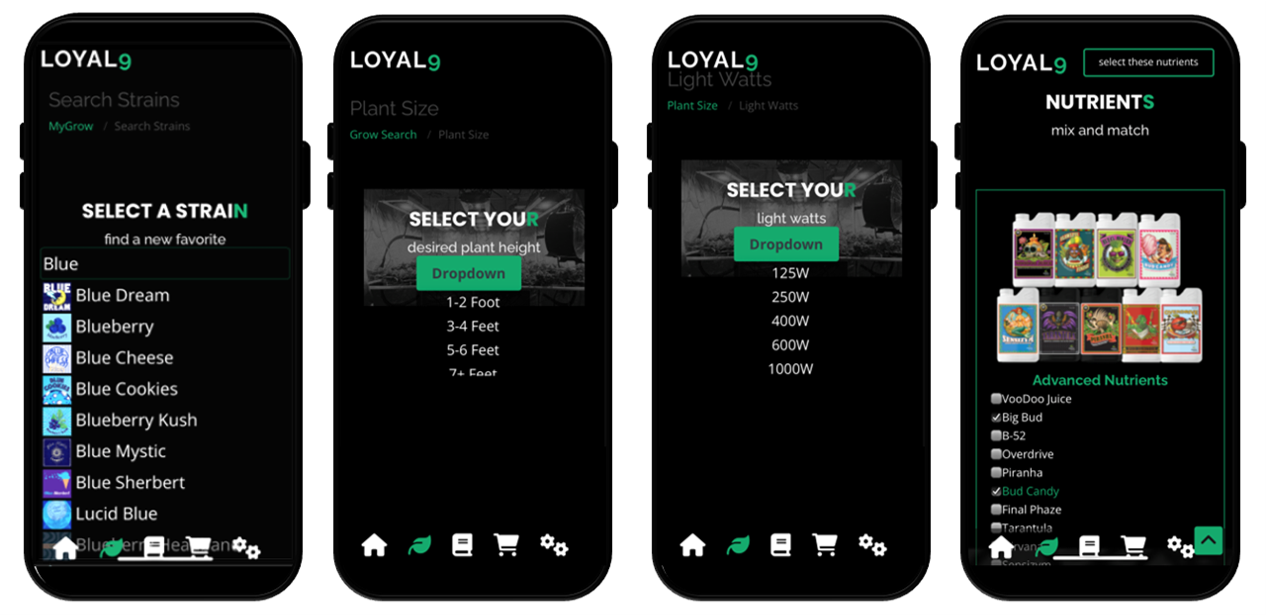 LOYAL9
Search Strains
MyGrow / Search Strains
SELECT A STRAIN
find a new favorite
Blue
Blue Dream
Blueberry
Blue Cheese
Blue Cookies
Blueberry Kush
Blue Mystic
Blue Sherbert
Lucid Blue
LOYAL9
Plant Size
Grow Search / Plant Size
SELECT YOUR
desired plant height
Dropdown
1-2 Foot
3-4 Feet
5-6 Feet
7+ Feet
LOYAL9
Light Watts
Plant Size / Light Watts
SELECT YOUR
light watts
Dropdown
125W
250W
400W
600W
1000W
LOYAL9
select these nutrients
NUTRIENTS
mix and match
Advanced Nutrients
VooDoo Juice
Big Bud
B-52
Overdrive
Piranha
Bud Candy
Final Phaze
Tarantula
Sensizym